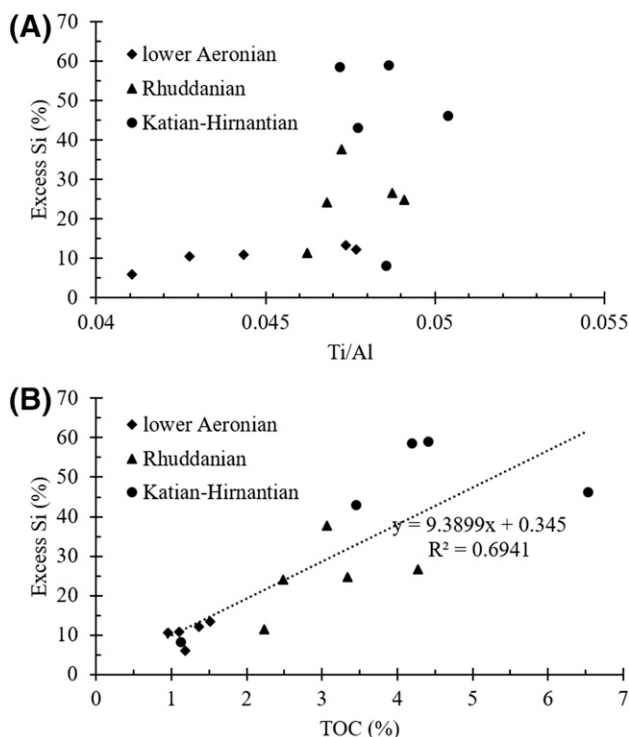 (A)
70
60
50
40
30
20
10
0
Excess Si (%)
lower Aeronian
Rhuddanian
Katian-Hirnantian
0.04 0.045 0.05 0.055
Ti/Al
(B)
70
60
50
40
30
20
10
0
Excess Si (%)
lower Aeronian
Rhuddanian
Katian-Hirnantian
y = 9.3899x + 0.345
R² = 0.6941
0 1 2 3 4 5 6 7
TOC (%)